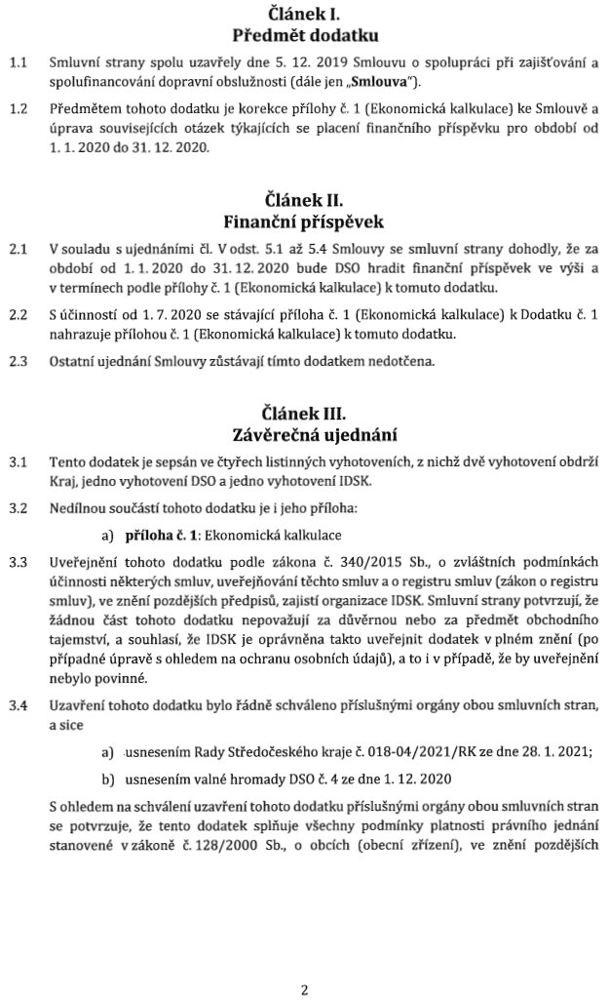 Článek I.
Předmět dodatku
1.1 Smluvní strany spolu uzavřely dne 5. 12. 2019 Smlouvu o spolupráci při zajišťování a
spolufinancování dopravní obslužnosti (dále jen „Smlouva").
1.2 Předmětem tohoto dodatku je korekce přílohy č. 1 (Ekonomická kalkulace) ke Smlouvě a
úprava souvisejících otázek týkajících se placení finančního příspěvku pro období od
1. 1. 2020 do 31. 12. 2020.
Článek II.
Finanční příspěvek
2.1 V souladu s ujednáními čl. V odst. 5.1 až 5.4 Smlouvy se smluvní strany dohodly, že za
období od 1. 1. 2020 do 31. 12. 2020 bude DSO hradit finanční příspěvek ve výši a
v termínech podle přílohy č. 1 (Ekonomická kalkulace) k tomuto dodatku.
2.2 S účinností od 1. 7. 2020 se stávající příloha č. 1 (Ekonomická kalkulace) k Dodatku č. 1
nahrazuje přílohou č. 1 (Ekonomická kalkulace) k tomuto dodatku.
2.3 Ostatní ujednání Smlouvy zůstávají tímto dodatkem nedotčena.
Článek III.
Závěrečná ujednání
3.1 Tento dodatek je sepsán ve čtyřech listinných vyhotoveních, z nichž dvě vyhotovení obdrží
Kraj, jedno vyhotovení DSO a jedno vyhotovení IDSK.
3.2 Nedílnou součástí tohoto dodatku je i jeho příloha:
a) příloha č. 1: Ekonomická kalkulace
3.3 Uveřejnění tohoto dodatku podle zákona č. 340/2015 Sb., o zvláštních podmínkách
účinnosti některých smluv, uveřejňování těchto smluv a o registru smluv (zákon o registru
smluv), ve znění pozdějších předpisů, zajistí organizace IDSK. Smluvní strany potvrzují, že
žádnou část tohoto dodatku nepovažují za důvěrnou nebo za předmět obchodního
tajemství, a souhlasí, že IDSK je oprávněna takto uveřejnit dodatek v plném znění (po
případné úpravě s ohledem na ochranu osobních údajů), a to i v případě, že by uveřejnění
nebylo povinné.
3.4 Uzavření tohoto dodatku bylo řádně schváleno příslušnými orgány obou smluvních stran,
a sice
a) usnesením Rady Středočeského kraje č. 018-04/2021/RK ze dne 28. 1. 2021;
b) usnesením valné hromady DSO č. 4 ze dne 1. 12. 2020
S ohledem na schválení uzavření tohoto dodatku příslušnými orgány obou smluvních stran
se potvrzuje, že tento dodatek splňuje všechny podmínky platnosti právního jednání
stanovené v zákoně č. 128/2000 Sb., o obcích (obecní zřízení), ve znění pozdějších
2